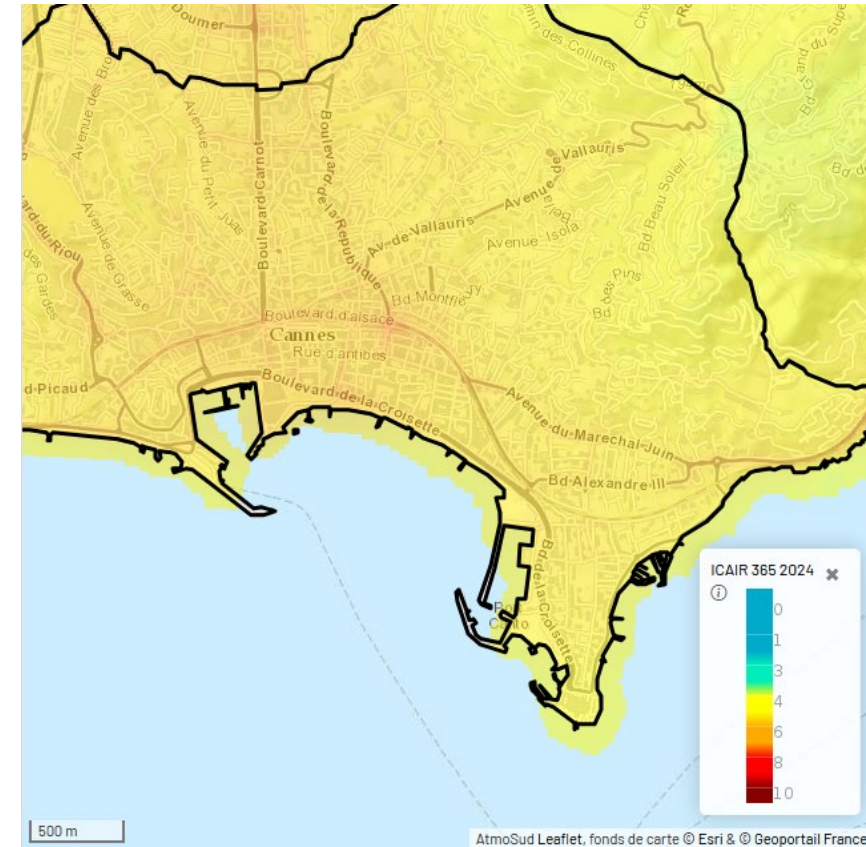 Doumer
Chemin des Collines
Avenue des Bro
Avenue du Petit Juas
Boulevard Carnot
Boulevard de la Republique
Avenue de Vallauris
Av. de Vallauris
Avenue Isola
Bd Beau Soleil
Bd des Pins
Bd Montfleury
ard du Riou
des Gardes
Avenue de Grasse
Boulevard d'alsace
Cannes
Rue d'antibes
d Picaud
Boulevard de la Croisette
Avenue du Marechal Juin
Bd Alexandre III
Bd de la Croisette
Canto
ICAIR 365 2024
0
1
3
4
6
8
10
500 m
AtmoSud Leaflet, fonds de carte © Esri & © Geoportail France